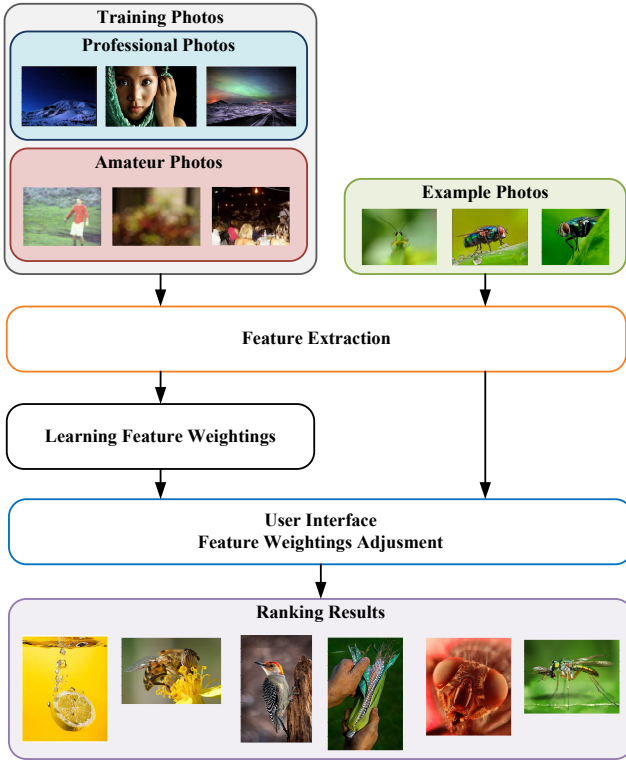 Training Photos
Professional Photos
Amateur Photos
Example Photos
Feature Extraction
Learning Feature Weightings
User Interface
Feature Weightings Adjusment
Ranking Results